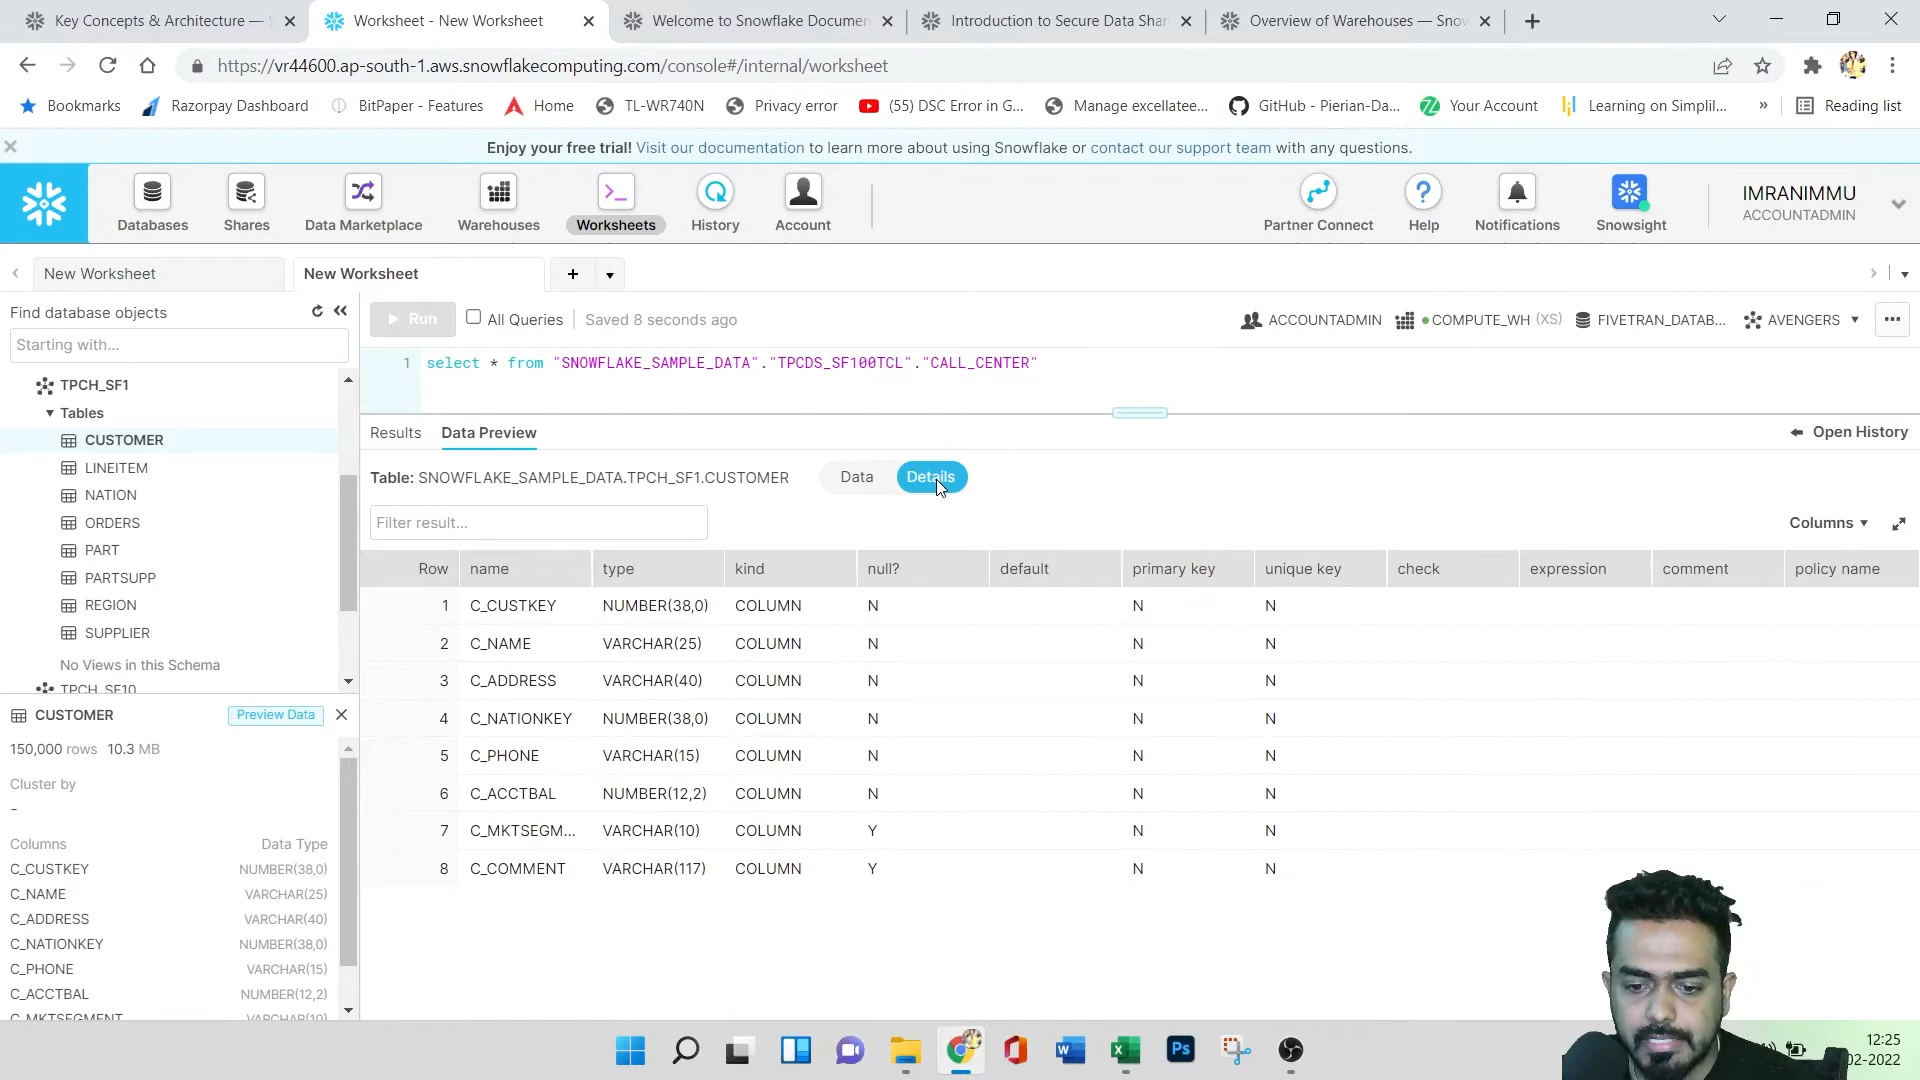 Key Concepts & Architecture —
Worksheet - New Worksheet
Welcome to Snowflake Documen
Introduction to Secure Data Shar
Overview of Warehouses — Snow
https://vr44600.ap-south-1.aws.snowflakecomputing.com/console#/internal/worksheet
Bookmarks
Razorpay Dashboard
BitPaper - Features
Home
TL-WR740N
Privacy error
(55) DSC Error in G...
Manage excellatee...
GitHub - Pierian-Da...
Your Account
Learning on Simplil...
»
Reading list
Enjoy your free trial! Visit our documentation to learn more about using Snowflake or contact our support team with any questions.
Databases
Shares
Data Marketplace
Warehouses
Worksheets
History
Account
Partner Connect
Help
Notifications
Snowsight
IMRANIMMU
ACCOUNTADMIN
New Worksheet
New Worksheet
Find database objects
Starting with...
Run
All Queries
Saved 8 seconds ago
ACCOUNTADMIN
COMPUTE_WH (XS)
FIVETRAN_DATAB...
AVENGERS
1 select * from "SNOWFLAKE_SAMPLE_DATA"."TPCDS_SF100TCL"."CALL_CENTER"
TPCH_SF1
Tables
CUSTOMER
LINEITEM
NATION
ORDERS
PART
PARTSUPP
REGION
SUPPLIER
No Views in this Schema
TPCH_SF10
Results
Data Preview
Open History
Table: SNOWFLAKE_SAMPLE_DATA.TPCH_SF1.CUSTOMER
Data
Details
Filter result...
Columns
Row name type kind null? default primary key unique key check expression comment policy name
1 C_CUSTKEY NUMBER(38,0) COLUMN N N N
2 C_NAME VARCHAR(25) COLUMN N N N
3 C_ADDRESS VARCHAR(40) COLUMN N N N
4 C_NATIONKEY NUMBER(38,0) COLUMN N N N
5 C_PHONE VARCHAR(15) COLUMN N N N
6 C_ACCTBAL NUMBER(12,2) COLUMN N N N
7 C_MKTSEGM... VARCHAR(10) COLUMN Y N N
8 C_COMMENT VARCHAR(117) COLUMN Y N N
CUSTOMER
Preview Data
150,000 rows 10.3 MB
Cluster by
-
Columns Data Type
C_CUSTKEY NUMBER(38,0)
C_NAME VARCHAR(25)
C_ADDRESS VARCHAR(40)
C_NATIONKEY NUMBER(38,0)
C_PHONE VARCHAR(15)
C_ACCTBAL NUMBER(12,2)
C_MKTSEGMENT VARCHAR(10)
12:25
02-2022